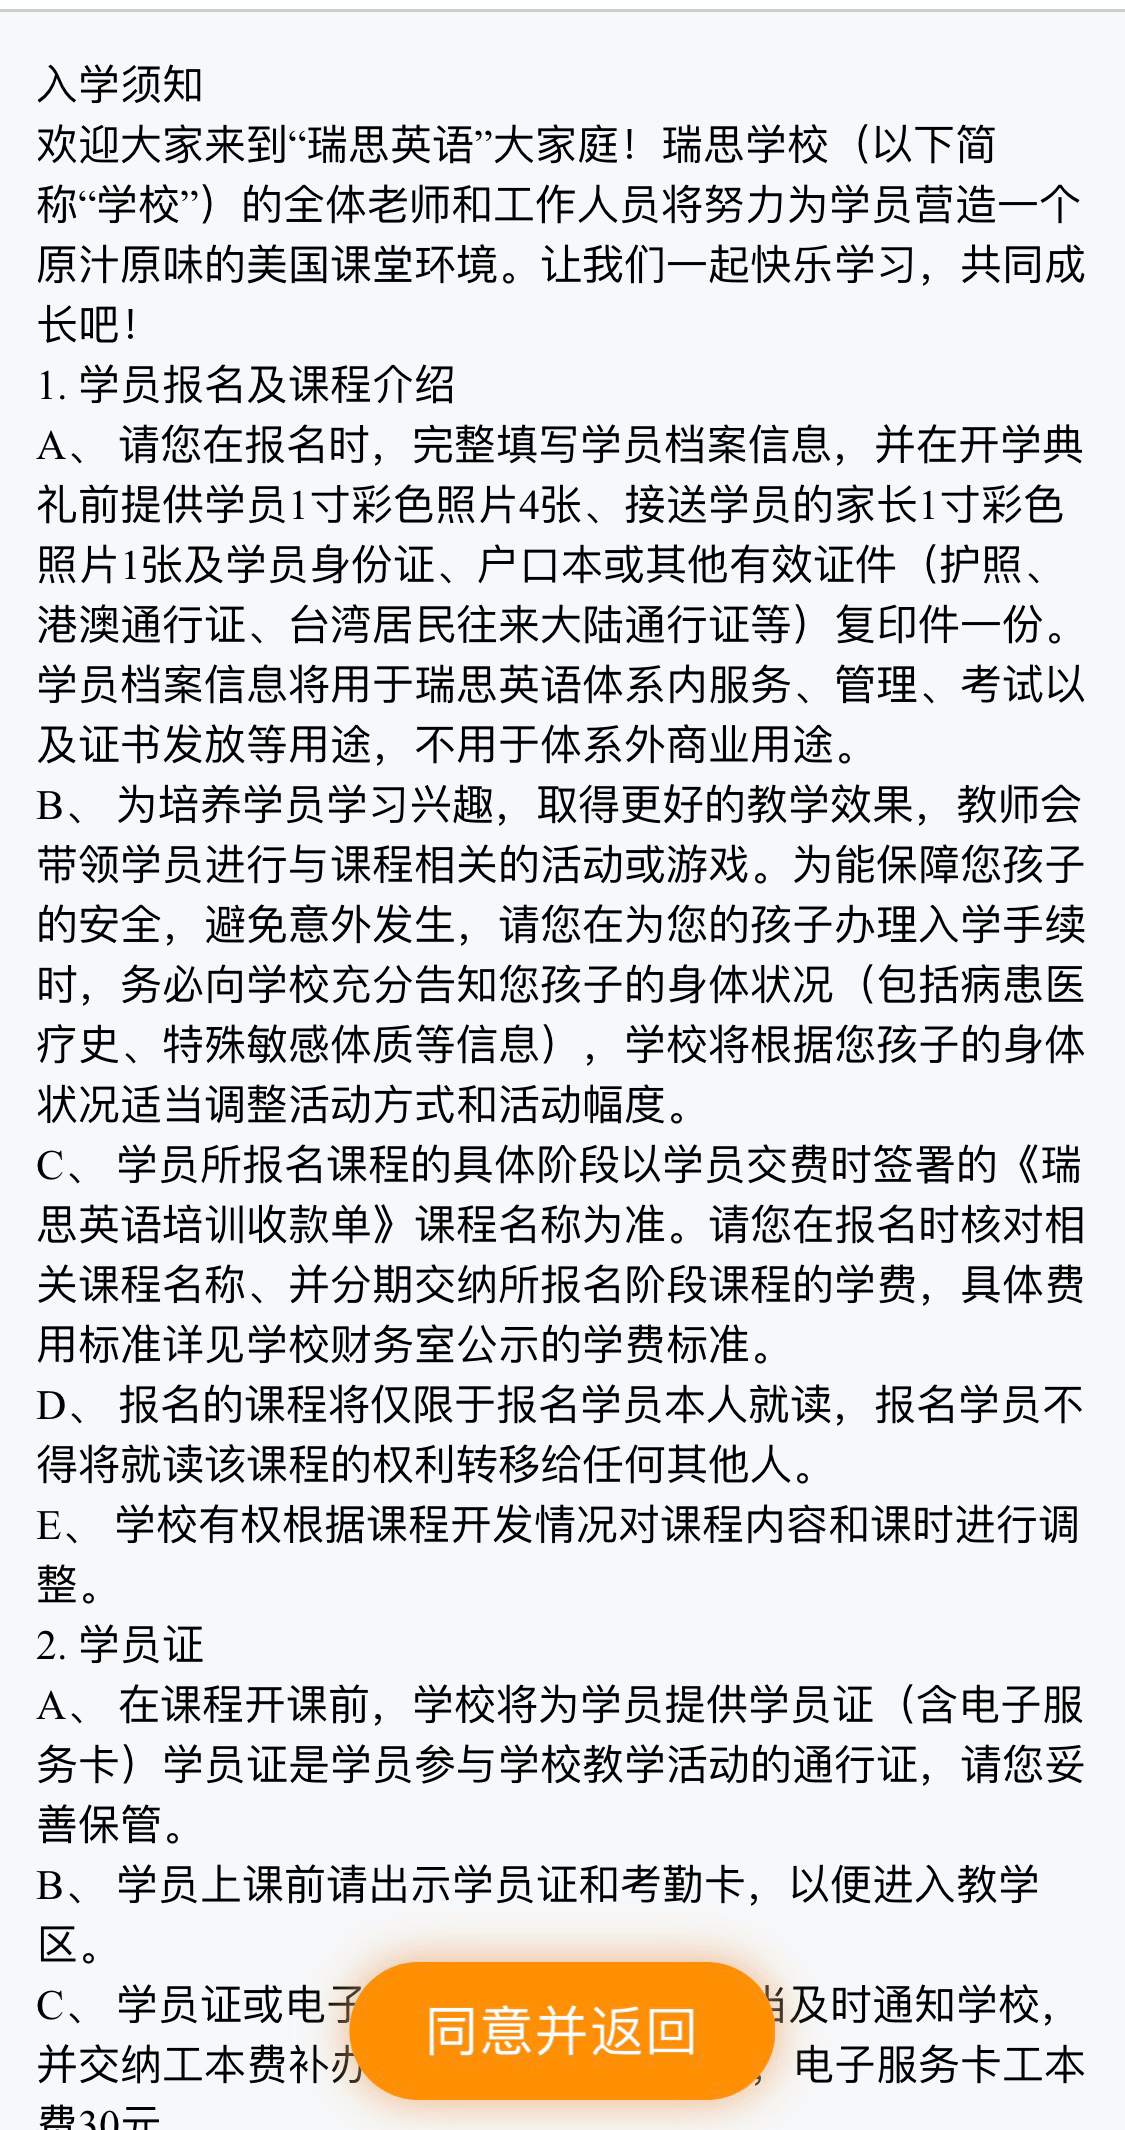 入学须知
欢迎大家来到“瑞思英语”大家庭！瑞思学校（以下简
称“学校”）的全体老师和工作人员将努力为学员营造一个
原汁原味的美国课堂环境。让我们一起快乐学习，共同成
长吧！
1. 学员报名及课程介绍
A、 请您在报名时，完整填写学员档案信息，并在开学典
礼前提供学员1寸彩色照片4张、接送学员的家长1寸彩色
照片1张及学员身份证、户口本或其他有效证件（护照、
港澳通行证、台湾居民往来大陆通行证等）复印件一份。
学员档案信息将用于瑞思英语体系内服务、管理、考试以
及证书发放等用途，不用于体系外商业用途。
B、 为培养学员学习兴趣，取得更好的教学效果，教师会
带领学员进行与课程相关的活动或游戏。为能保障您孩子
的安全，避免意外发生，请您在为您的孩子办理入学手续
时，务必向学校充分告知您孩子的身体状况（包括病患医
疗史、特殊敏感体质等信息），学校将根据您孩子的身体
状况适当调整活动方式和活动幅度。
C、 学员所报名课程的具体阶段以学员交费时签署的《瑞
思英语培训收款单》课程名称为准。请您在报名时核对相
关课程名称、并分期交纳所报名阶段课程的学费，具体费
用标准详见学校财务室公示的学费标准。
D、 报名的课程将仅限于报名学员本人就读，报名学员不
得将就读该课程的权利转移给任何其他人。
E、 学校有权根据课程开发情况对课程内容和课时进行调
整。
2. 学员证
A、 在课程开课前，学校将为学员提供学员证（含电子服
务卡）学员证是学员参与学校教学活动的通行证，请您妥
善保管。
B、 学员上课前请出示学员证和考勤卡，以便进入教学
区。
C、 学员证或电子 当及时通知学校，
并交纳工本费补办 ，电子服务卡工本
费30元
同意并返回